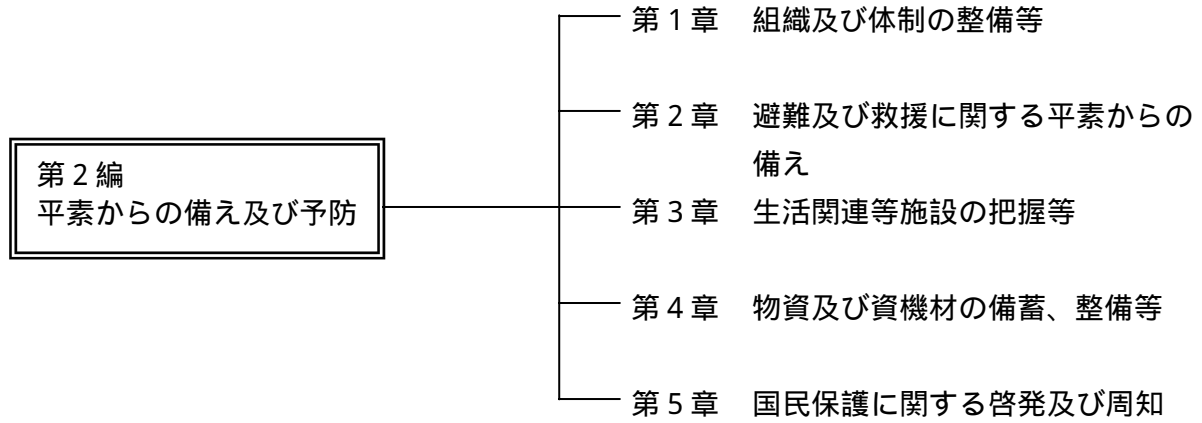 第1章　組織及び体制の整備等
第2章　避難及び救援に関する平素からの
備え
第2編
平素からの備え及び予防
第3章　生活関連等施設の把握等
第4章　物資及び資機材の備蓄、整備等
第5章　国民保護に関する啓発及び周知